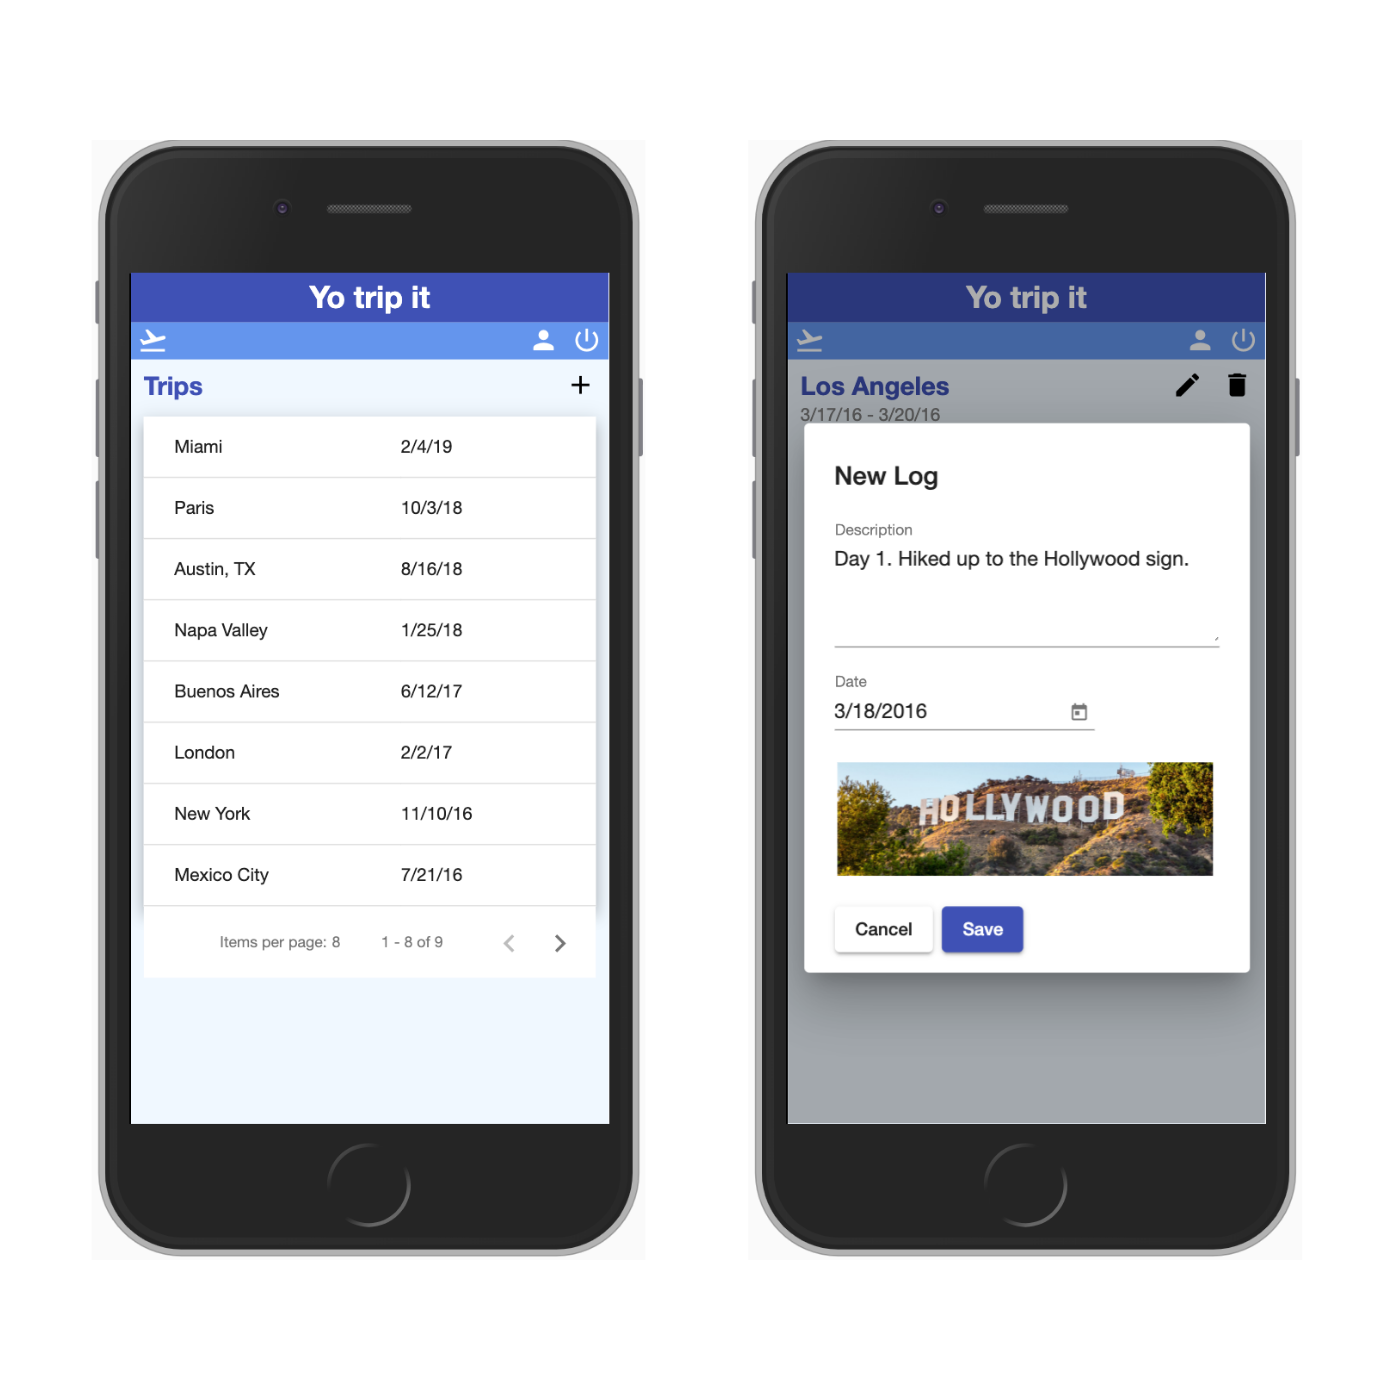 Yo trip it
Trips
Miami 2/4/19
Paris 10/3/18
Austin, TX 8/16/18
Napa Valley 1/25/18
Buenos Aires 6/12/17
London 2/2/17
New York 11/10/16
Mexico City 7/21/16
Items per page: 8 1 - 8 of 9
Yo trip it
Los Angeles
3/17/16 - 3/20/16
New Log
Description
Day 1. Hiked up to the Hollywood sign.
Date
3/18/2016
HOLLYWOOD
Cancel Save